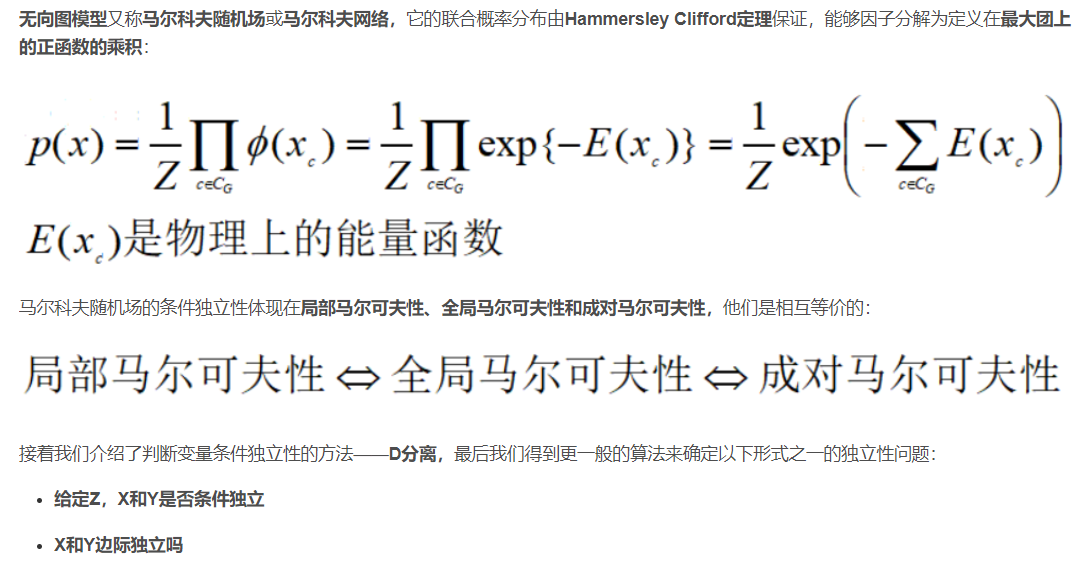 无向图模型又称马尔科夫随机场或马尔科夫网络，它的联合概率分布由Hammersley Clifford定理保证，能够因子分解为定义在最大团上
的正函数的乘积：
p(x) = 1/Z ∏_{c∈C_G} ϕ(x_c) = 1/Z ∏_{c∈C_G} exp{−E(x_c)} = 1/Z exp(−∑_{c∈C_G} E(x_c))
E(x_c)是物理上的能量函数
马尔科夫随机场的条件独立性体现在局部马尔可夫性、全局马尔可夫性和成对马尔可夫性，他们是相互等价的：
局部马尔可夫性⇔全局马尔可夫性⇔成对马尔可夫性
接着我们介绍了判断变量条件独立性的方法——D分离，最后我们得到更一般的算法来确定以下形式之一的独立性问题：
• 给定Z，X和Y是否条件独立
• X和Y边际独立吗